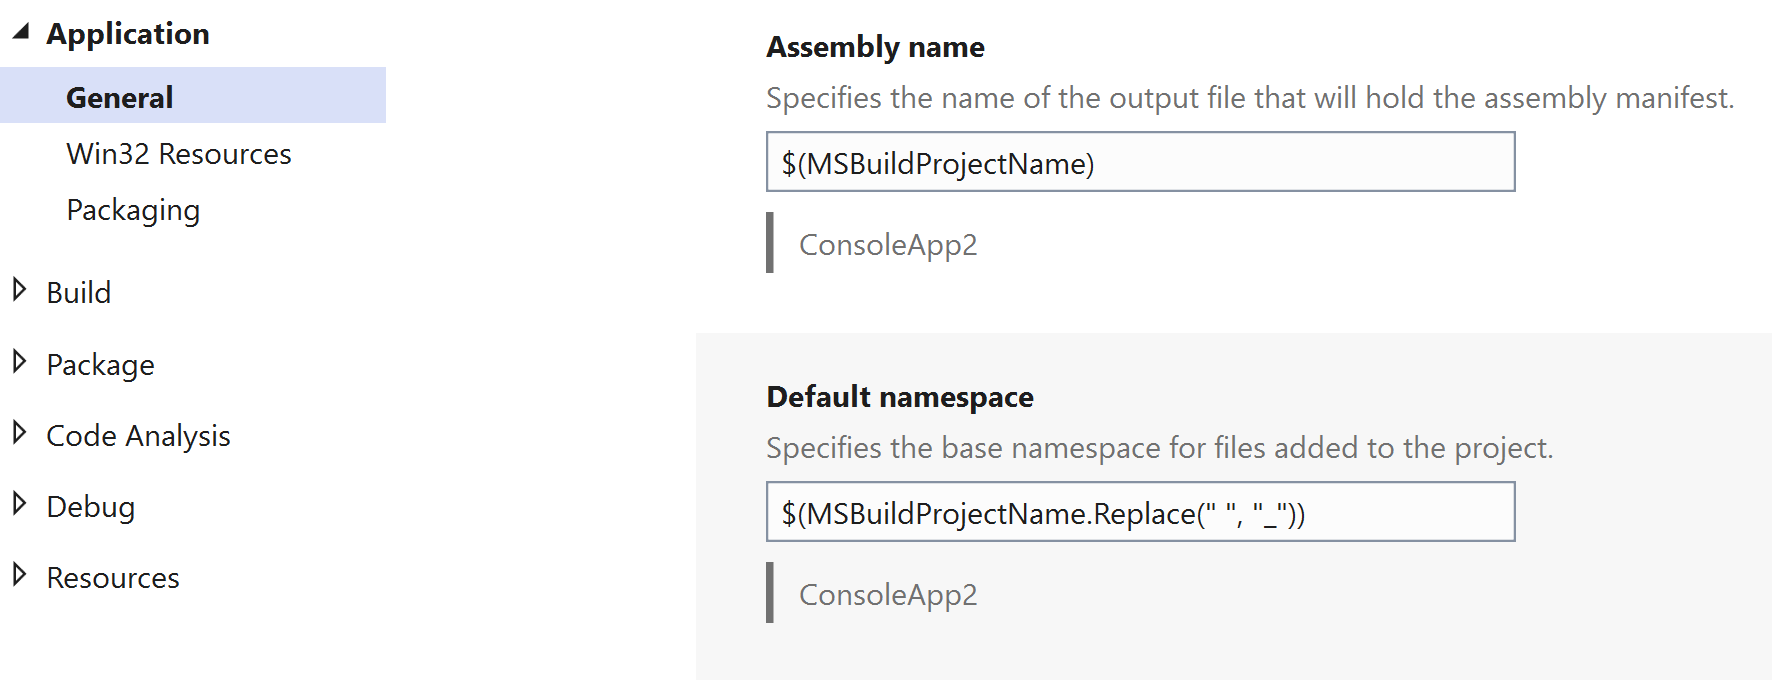 Application
General
Win32 Resources
Packaging
Build
Package
Code Analysis
Debug
Resources
Assembly name
Specifies the name of the output file that will hold the assembly manifest.
$(MSBuildProjectName)
ConsoleApp2
Default namespace
Specifies the base namespace for files added to the project.
$(MSBuildProjectName.Replace(" ", "_"))
ConsoleApp2